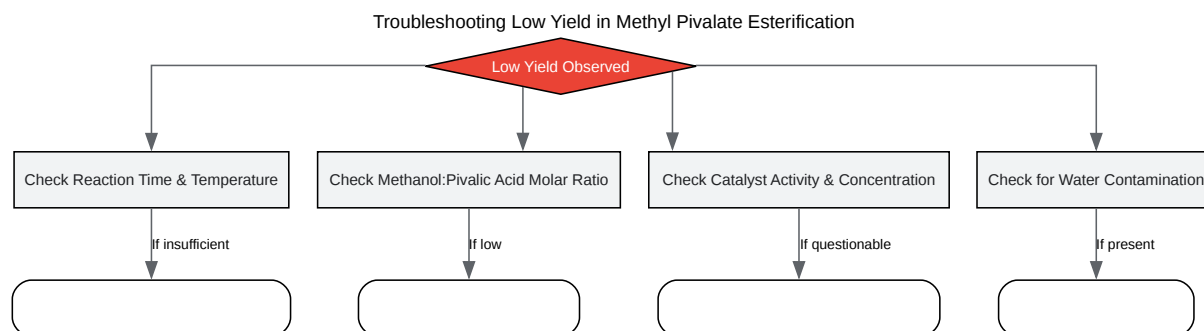 Troubleshooting Low Yield in Methyl Pivalate Esterification
Low Yield Observed
Check Reaction Time & Temperature
Check Methanol:Pivalic Acid Molar Ratio
Check Catalyst Activity & Concentration
Check for Water Contamination
If insufficient
If low
If questionable
If present